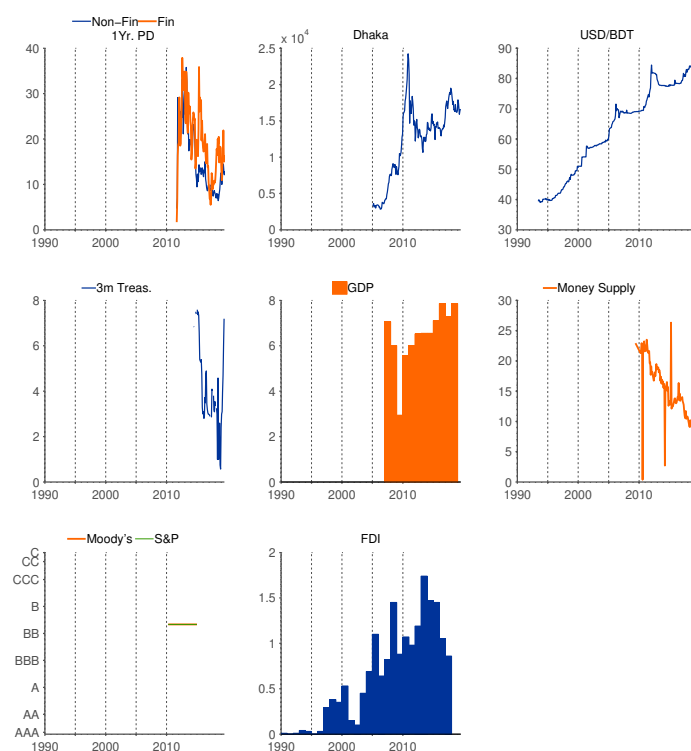 Non−Fin Fin
1Yr. PD
40
30
20
10
0
1990 2000 2010
Dhaka
x 10^4
2.5
2
1.5
1
0.5
0
1990 2000 2010
USD/BDT
90
80
70
60
50
40
30
1990 2000 2010
3m Treas.
8
6
4
2
0
1990 2000 2010
GDP
8
6
4
2
0
1990 2000 2010
Money Supply
30
25
20
15
10
5
0
1990 2000 2010
Moody's S&P
C
CC
CCC
B
BB
BBB
A
AA
AAA
1990 2000 2010
FDI
2
1.5
1
0.5
0
1990 2000 2010